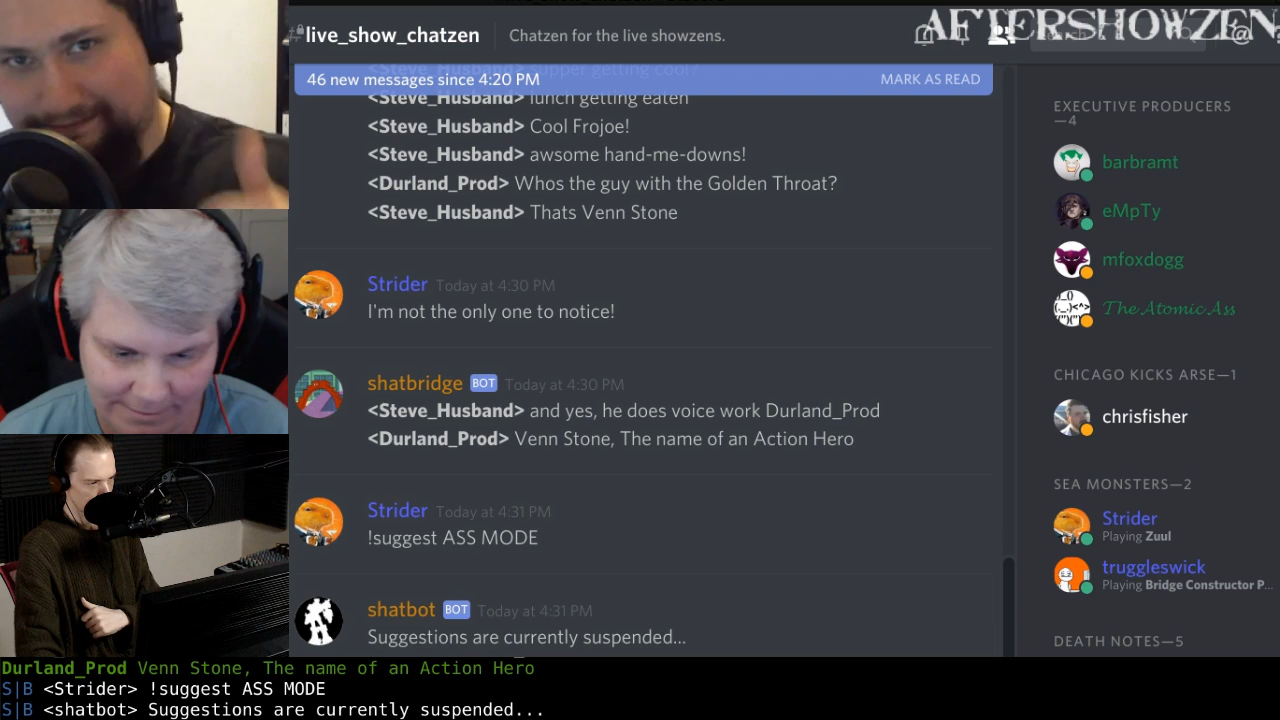 AFTERSHOWZEN
live_show_chatzen
Chatzen for the live showzens.
<Steve_Husband> supper getting cool?
46 new messages since 4:20 PM
MARK AS READ
<Steve_Husband> lunch getting eaten
<Steve_Husband> Cool Frojoe!
<Steve_Husband> awsome hand-me-downs!
<Durland_Prod> Whos the guy with the Golden Throat?
<Steve_Husband> Thats Venn Stone
Strider Today at 4:30 PM
I'm not the only one to notice!
shatbridge BOT Today at 4:30 PM
<Steve_Husband> and yes, he does voice work Durland_Prod
<Durland_Prod> Venn Stone, The name of an Action Hero
Strider Today at 4:31 PM
!suggest ASS MODE
shatbot BOT Today at 4:31 PM
Suggestions are currently suspended...
EXECUTIVE PRODUCERS
—4
barbramt
eMpTy
mfoxdogg
The Atomic Ass
CHICAGO KICKS ARSE—1
chrisfisher
SEA MONSTERS—2
Strider
Playing Zuul
truggleswick
Playing Bridge Constructor P...
DEATH NOTES—5
Durland_Prod Venn Stone, The name of an Action Hero
S|B <Strider> !suggest ASS MODE
S|B <shatbot> Suggestions are currently suspended...